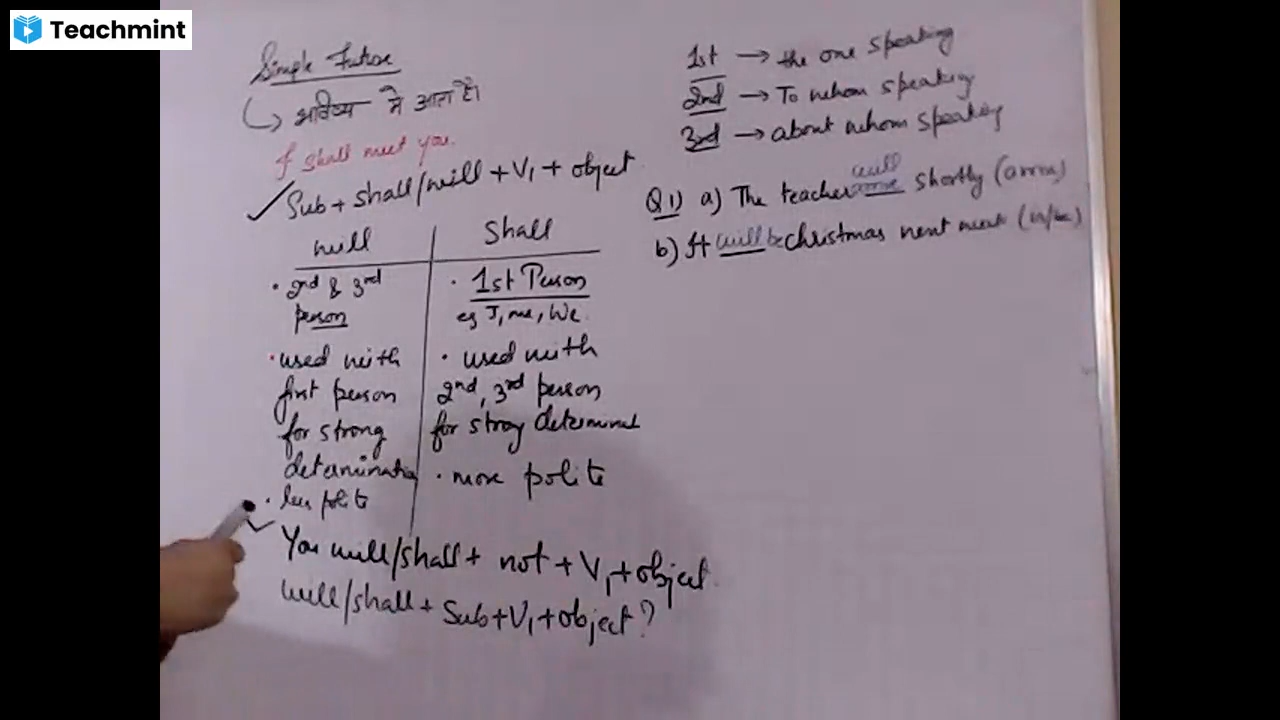 Teachmint
Simple Future
↳ भविष्य मे आता है।
I shall meet you.
✓ Sub + shall/will + V1 + object
will | Shall
• 2nd & 3rd person
• used with first person for strong determination
• less polite
• 1st Person
eg I, me, We
• used with 2nd, 3rd person for strong
• more polite
You will/shall + not + V1 + object
will/shall + Sub + V1 + object?
1st → the one speaking
2nd → To whom speaking
3rd → about whom speaking
Q1) a) The teacher will shortly (arrive)
b) It will be christmas next week